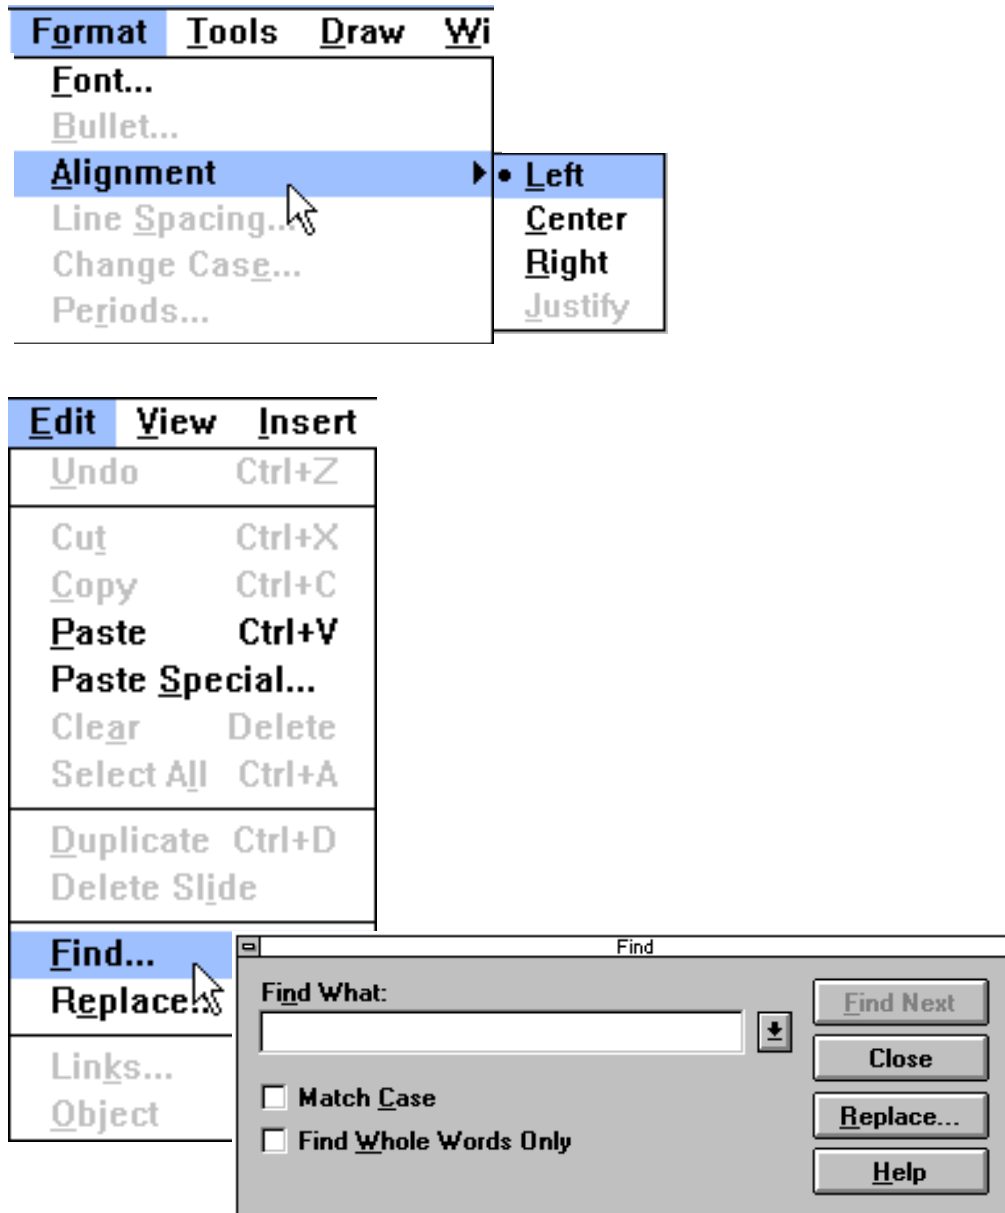 Format Tools Draw Wi
Font...
Bullet...
Alignment
Line Spacing...
Change Case...
Periods...
Left
Center
Right
Justify
Edit View Insert
Undo Ctrl+Z
Cut Ctrl+X
Copy Ctrl+C
Paste Ctrl+V
Paste Special...
Clear Delete
Select All Ctrl+A
Duplicate Ctrl+D
Delete Slide
Find...
Replace...
Links...
Object
Find
Find What:
Match Case
Find Whole Words Only
Find Next
Close
Replace...
Help